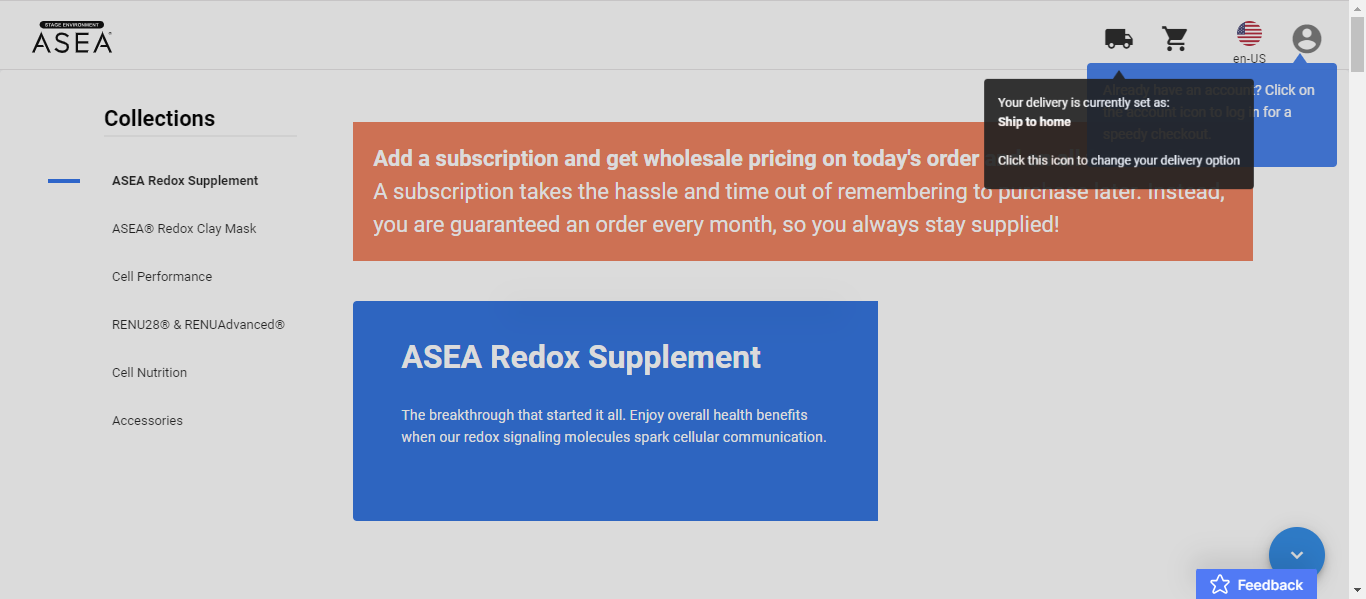 STAGE ENVIRONMENT
ASEA
en-US
Already have an account? Click on
the account icon to log in for a
speedy checkout.
Your delivery is currently set as:
Ship to home
Click this icon to change your delivery option
Collections
ASEA Redox Supplement
ASEA® Redox Clay Mask
Cell Performance
RENU28® & RENUAdvanced®
Cell Nutrition
Accessories
Add a subscription and get wholesale pricing on today's order
A subscription takes the hassle and time out of remembering to purchase later. Instead,
you are guaranteed an order every month, so you always stay supplied!
ASEA Redox Supplement
The breakthrough that started it all. Enjoy overall health benefits
when our redox signaling molecules spark cellular communication.
Feedback